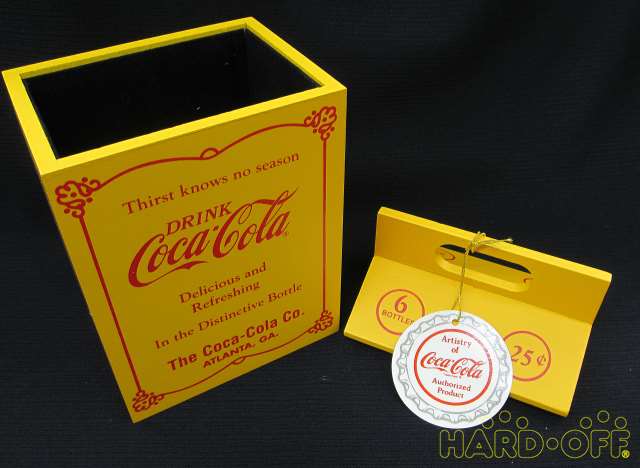 Thirst knows no season
DRINK
Coca-Cola
Delicious and
Refreshing
In the Distinctive Bottle
The Coca-Cola Co.
ATLANTA, GA.
6
BOTTLES
25¢
Artistry
of
Coca-Cola
Authorized
Product
HARD·OFF